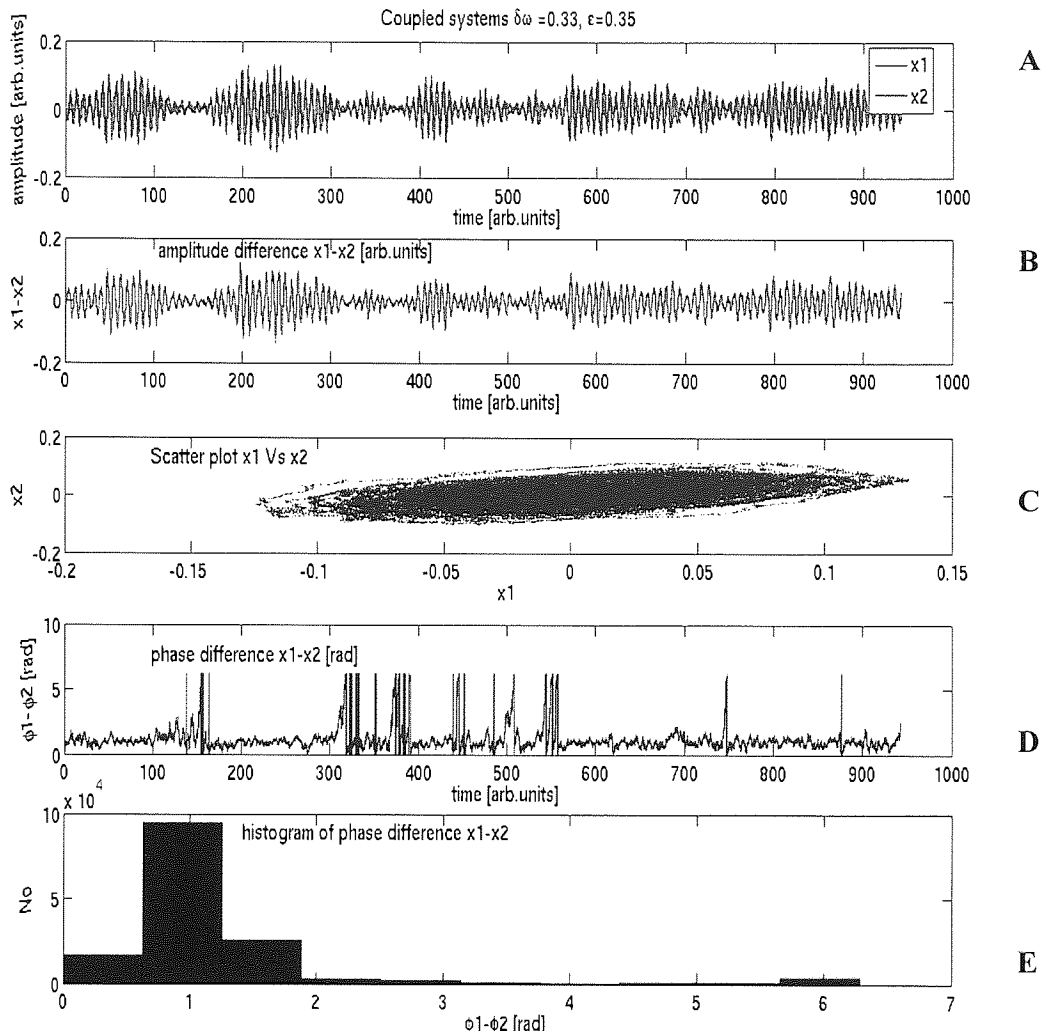 Coupled systems δω =0.33, ε=0.35
amplitude [arb.units]
0.2
0
-0.2
x1
x2
A
0 100 200 300 400 500 600 700 800 900 1000
time [arb.units]
x1-x2
0.2
0
-0.2
amplitude difference x1-x2 [arb.units]
B
0 100 200 300 400 500 600 700 800 900 1000
time [arb.units]
x2
0.2
0
-0.2
Scatter plot x1 Vs x2
C
-0.2 -0.15 -0.1 -0.05 0 0.05 0.1 0.15
x1
ϕ1-ϕ2 [rad]
10
5
0
phase difference x1-x2 [rad]
D
0 100 200 300 400 500 600 700 800 900 1000
time [arb.units]
x 10⁴
No
10
5
0
histogram of phase difference x1-x2
E
0 1 2 3 4 5 6 7
ϕ1-ϕ2 [rad]